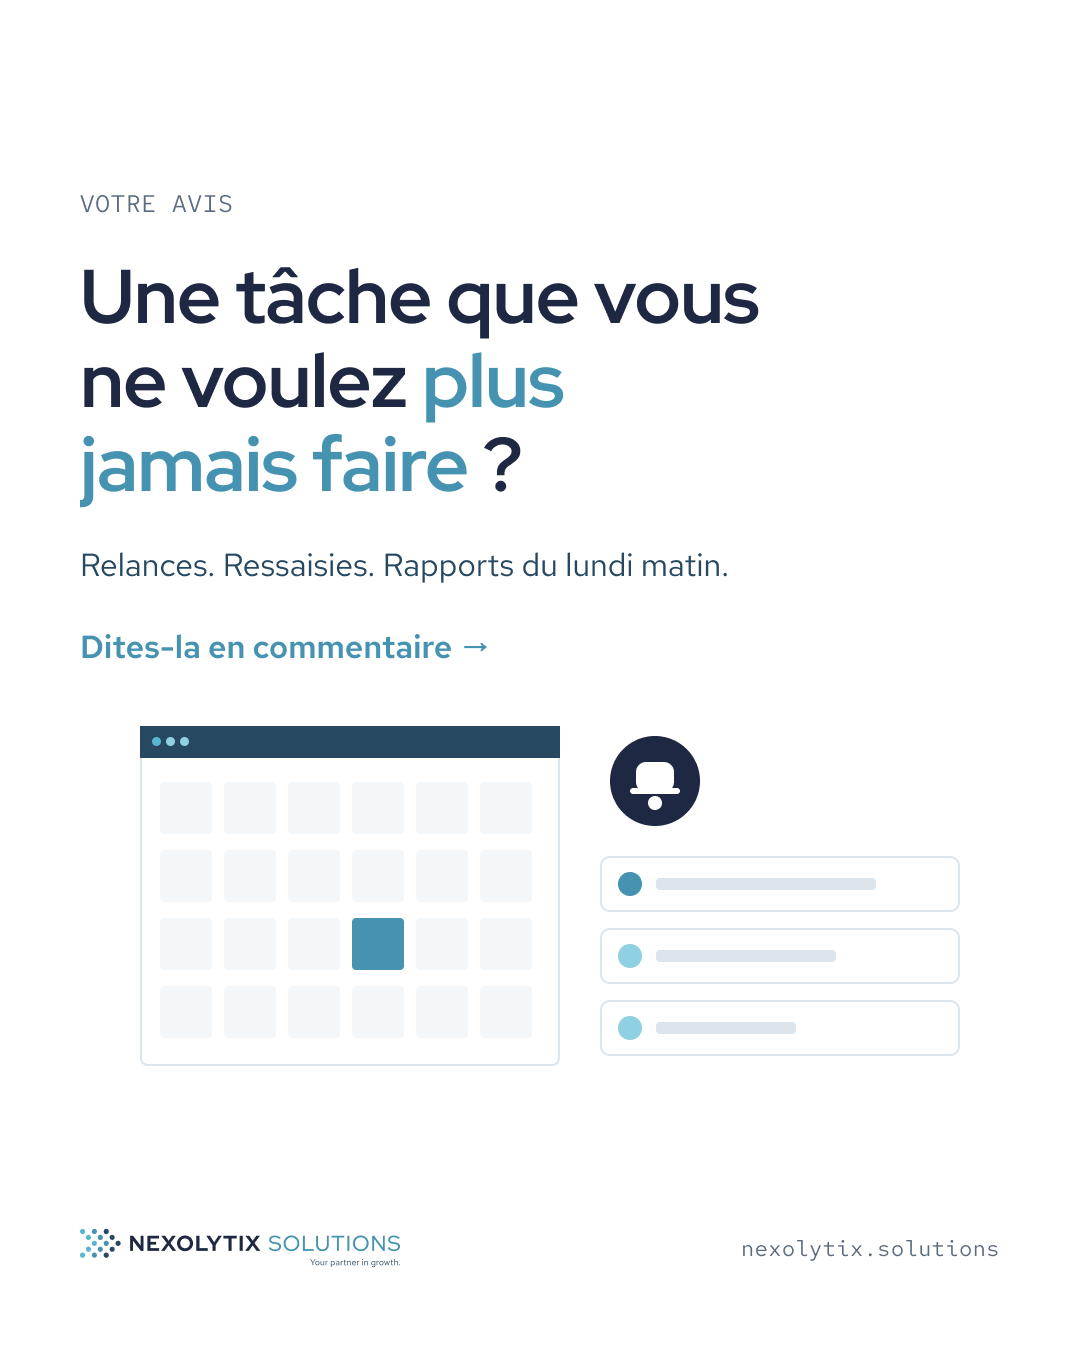 VOTRE AVIS
Une tâche que vous
ne voulez plus
jamais faire ?
Relances. Ressaisies. Rapports du lundi matin.
Dites-la en commentaire →
NEXOLYTIX SOLUTIONS
Your partner in growth.
nexolytix.solutions